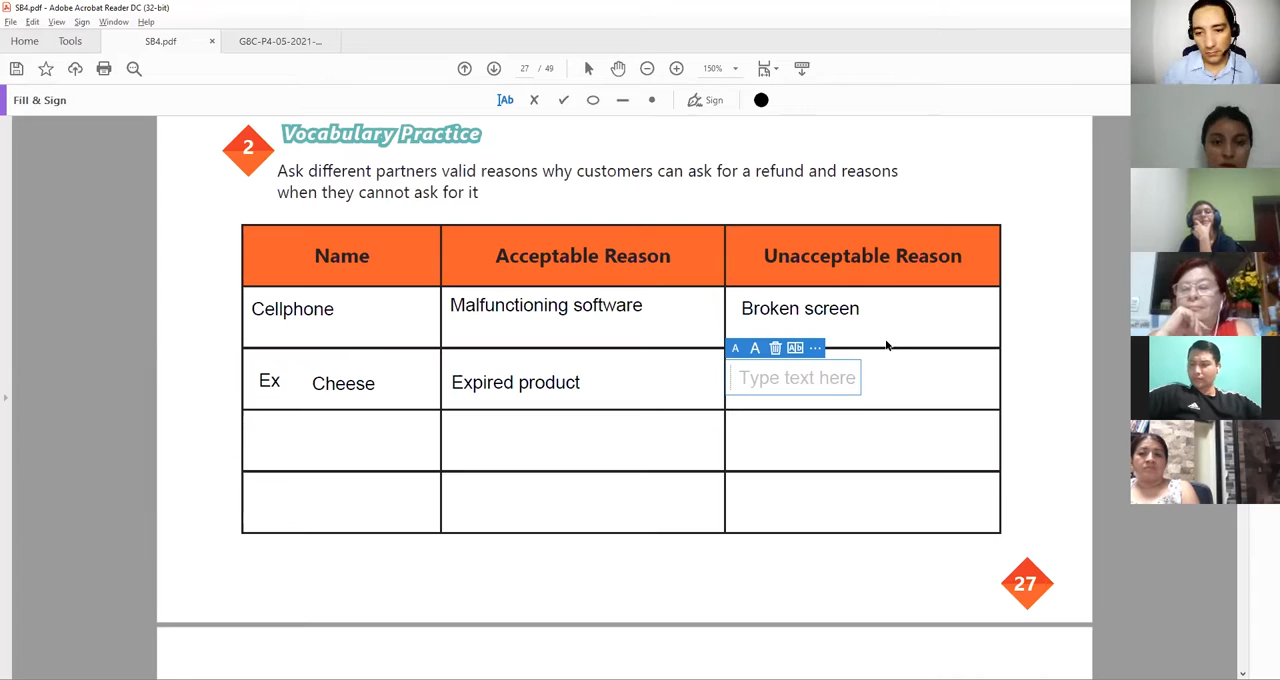 SB4.pdf - Adobe Acrobat Reader DC (32-bit)
File Edit View Sign Window Help
Home Tools SB4.pdf × GBC-P4-05-2021-...
27 / 49 150%
Fill & Sign Ab Sign
2 Vocabulary Practice
Ask different partners valid reasons why customers can ask for a refund and reasons
when they cannot ask for it
Name Acceptable Reason Unacceptable Reason
Cellphone Malfunctioning software Broken screen
A A Ab ...
Ex Cheese Expired product Type text here
27